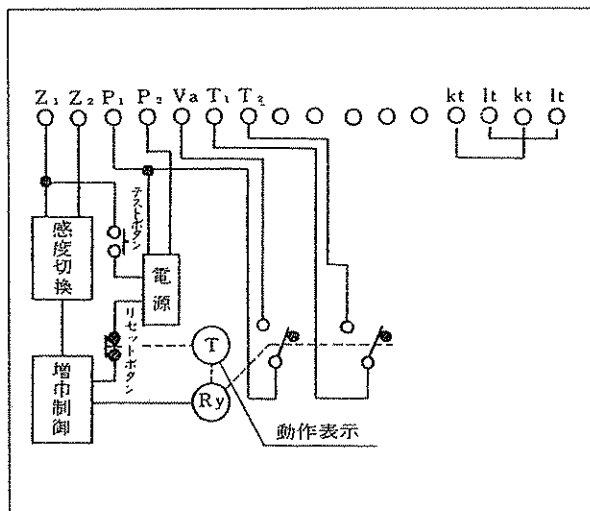 Z₁ Z₂ P₁ P₂ Va T₁ T₂ kt lt kt lt
テストボタン
感度切換
電源
リセットボタン
T
増巾制御
Ry
動作表示